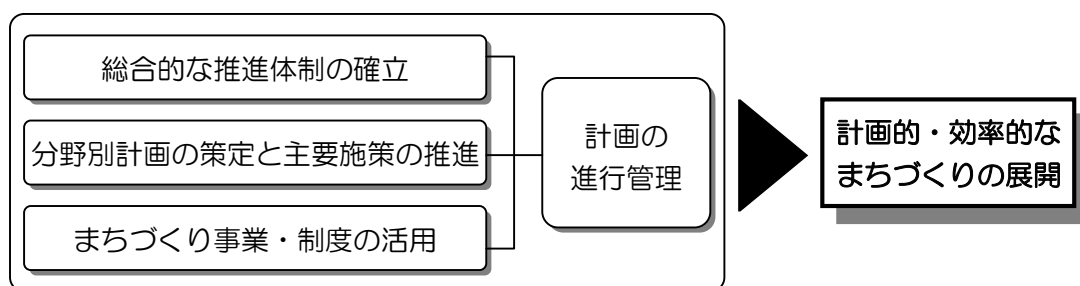 総合的な推進体制の確立
分野別計画の策定と主要施策の推進
まちづくり事業・制度の活用
計画の
進行管理
計画的・効率的な
まちづくりの展開